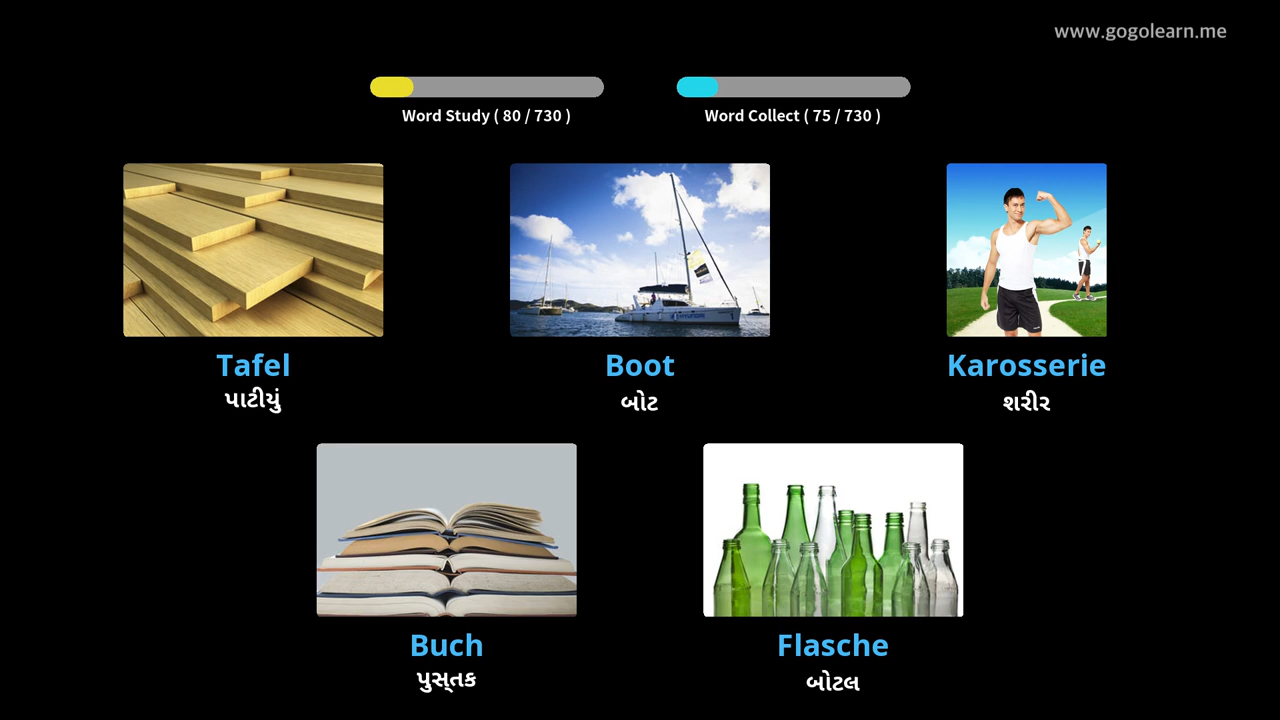 www.gogolearn.me
Word Study ( 80 / 730 )
Word Collect ( 75 / 730 )
Tafel
પાટીયું
Boot
બોટ
Karosserie
શરીર
Buch
પુસ્તક
Flasche
બોટલ